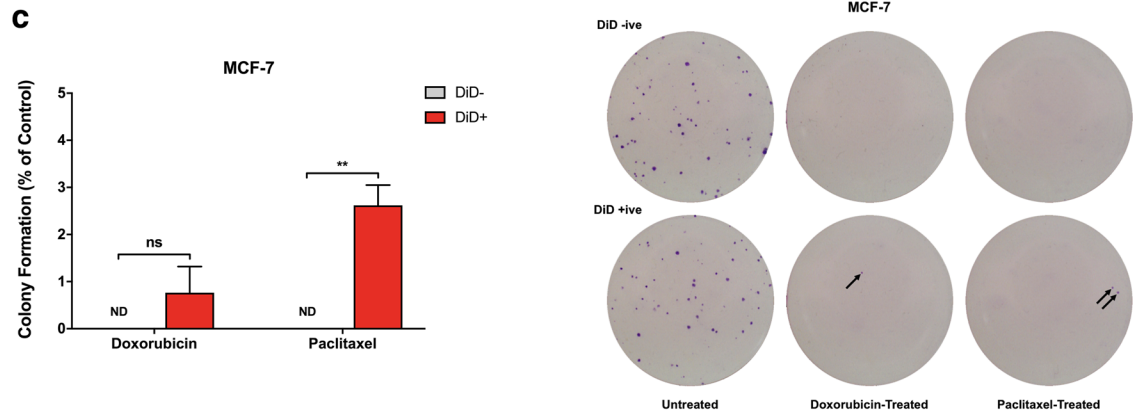 c
MCF-7
Colony Formation (% of Control)
5
4
3
2
1
0
DiD-
DiD+
ns
**
ND
ND
Doxorubicin
Paclitaxel
MCF-7
DiD -ive
DiD +ive
Untreated
Doxorubicin-Treated
Paclitaxel-Treated